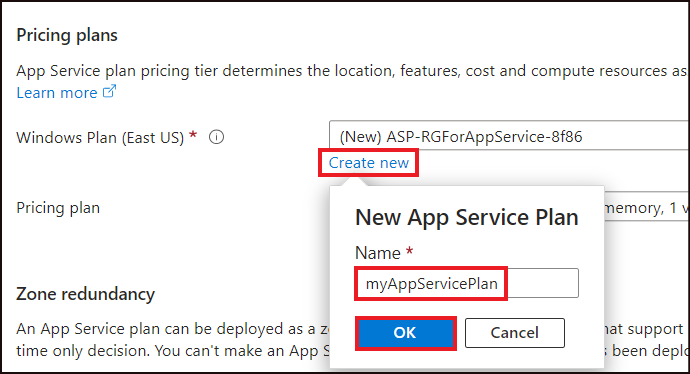 Pricing plans
App Service plan pricing tier determines the location, features, cost and compute resources as
Learn more
Windows Plan (East US) *
(New) ASP-RGForAppService-8f86
Create new
Pricing plan
memory, 1 v
New App Service Plan
Name *
myAppServicePlan
OK Cancel
Zone redundancy
An App Service plan can be deployed as a zo hat support
time only decision. You can't make an App S s been deplo